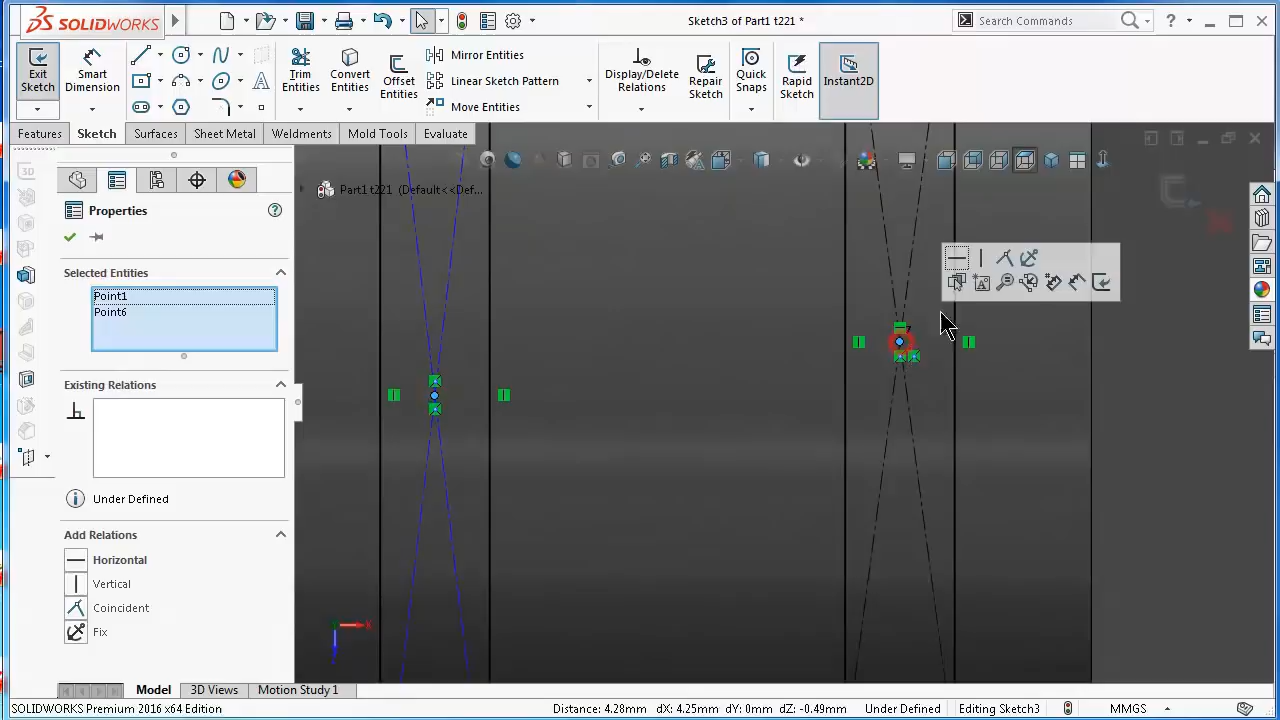 SOLIDWORKS
Sketch3 of Part1 t221 *
Search Commands
?
Exit Sketch
Smart Dimension
Trim Entities
Convert Entities
Offset Entities
Mirror Entities
Linear Sketch Pattern
Move Entities
Display/Delete Relations
Repair Sketch
Quick Snaps
Rapid Sketch
Instant2D
Features
Sketch
Surfaces
Sheet Metal
Weldments
Mold Tools
Evaluate
Part1 t221 (Default<<Def...
Properties
Selected Entities
Point1
Point6
Existing Relations
Under Defined
Add Relations
Horizontal
Vertical
Coincident
Fix
Model
3D Views
Motion Study 1
SOLIDWORKS Premium 2016 x64 Edition
Distance: 4.28mm dX: 4.25mm dY: 0mm dZ: -0.49mm
Under Defined
Editing Sketch3
MMGS